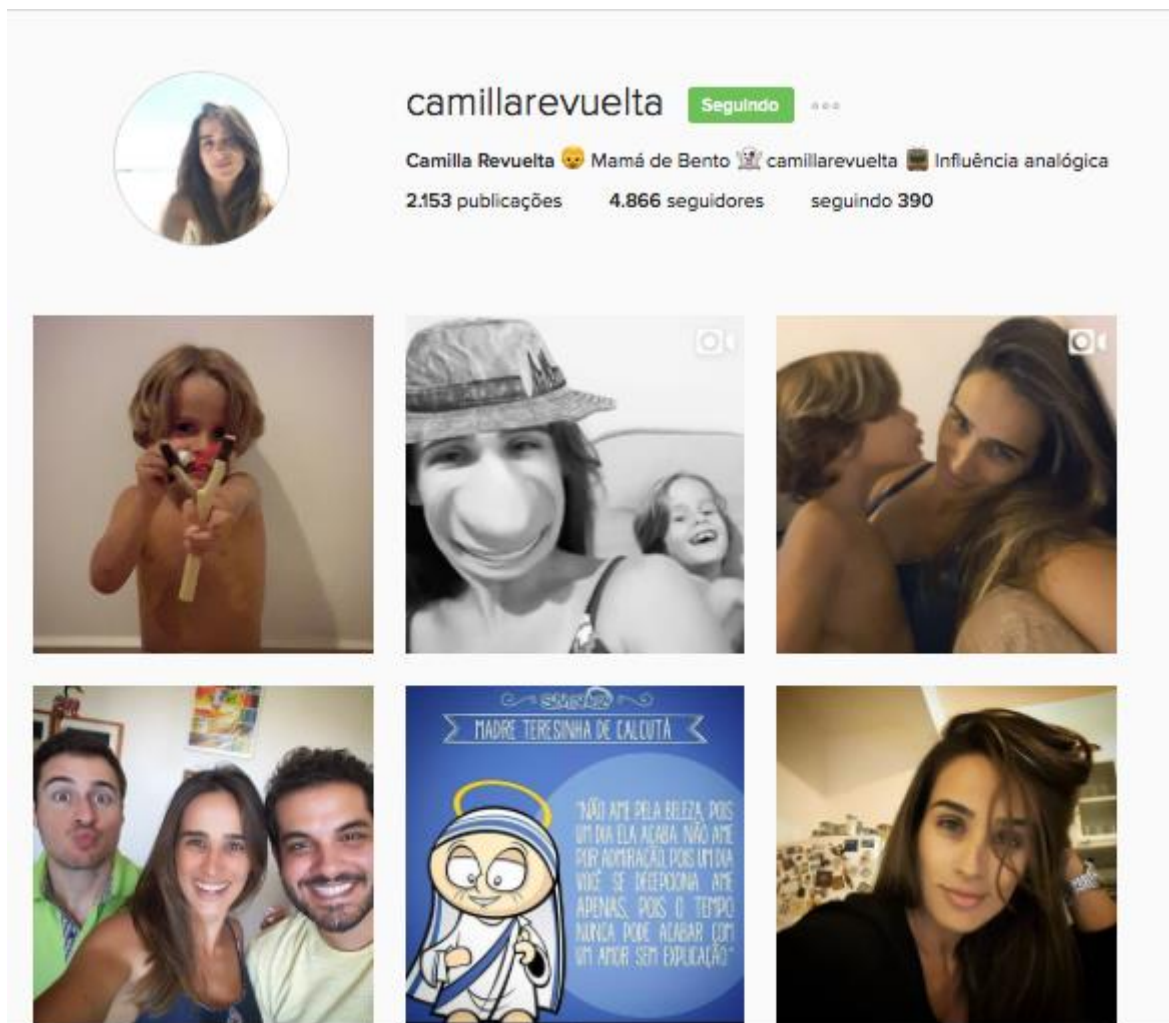 camillarevuelta Seguindo
Camilla Revuelta Mamá de Bento camillarevuelta Influência analógica
2.153 publicações 4.866 seguidores seguindo 390
MADRE TERESINHA DE CALCUTÁ
"NÃO AME PELA BELEZA, POIS
UM DIA ELA ACABA. NÃO AME
POR ADMIRAÇÃO, POIS UM DIA
VOCÊ SE DECEPCIONA. AME
APENAS, POIS O TEMPO
NUNCA PODE ACABAR COM
UM AMOR SEM EXPLICAÇÃO"